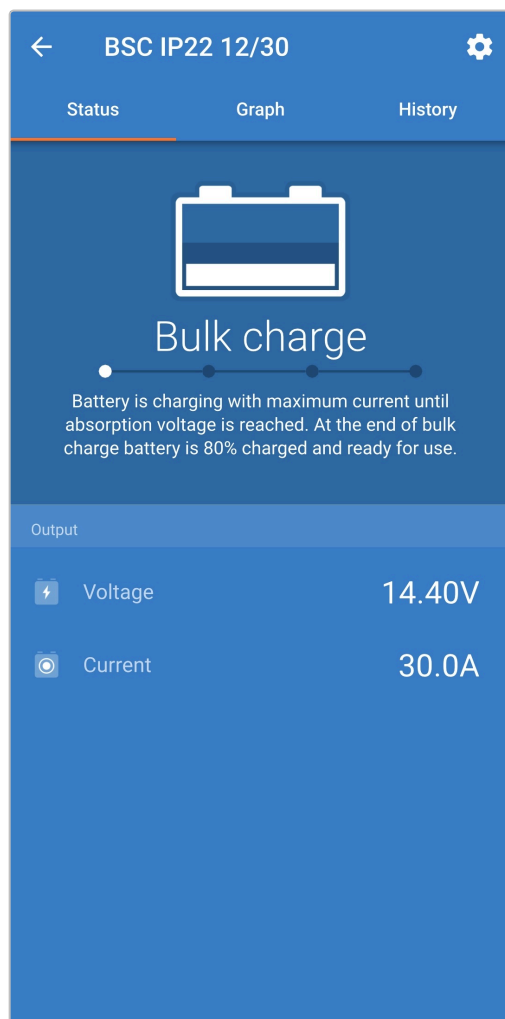 BSC IP22 12/30
Status Graph History
Bulk charge
Battery is charging with maximum current until
absorption voltage is reached. At the end of bulk
charge battery is 80% charged and ready for use.
Output
Voltage 14.40V
Current 30.0A